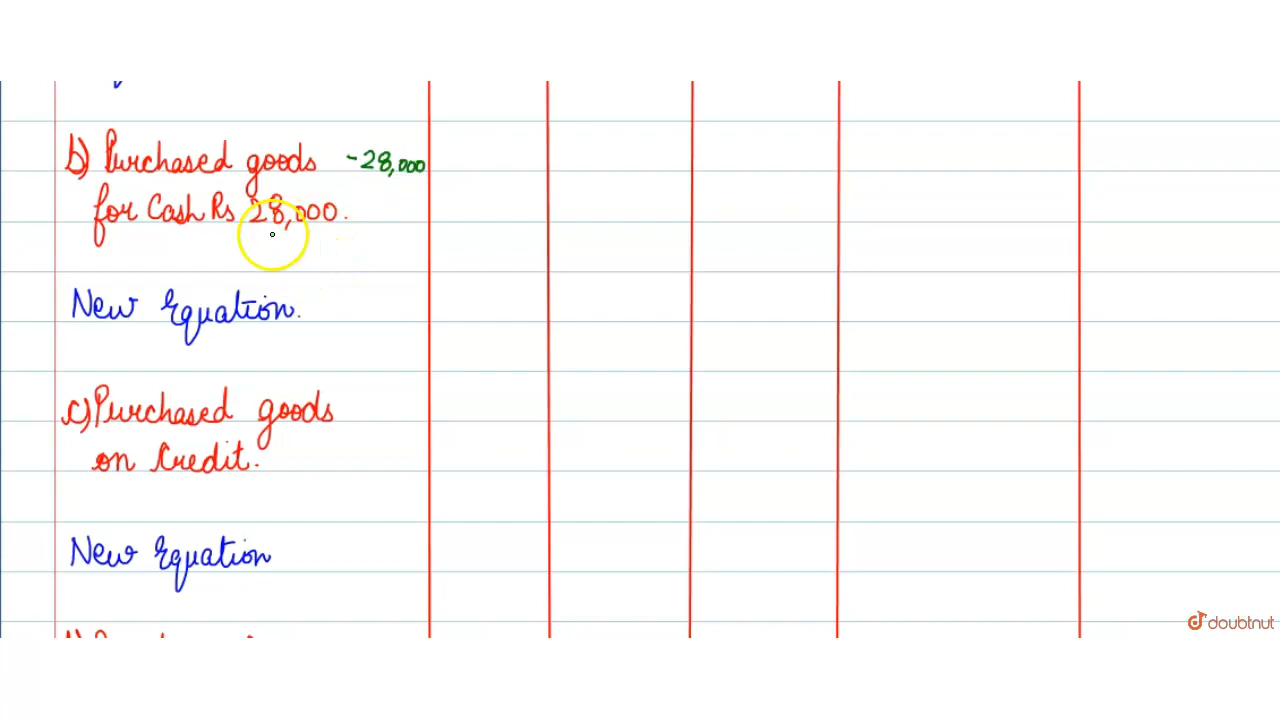 b) Purchased goods -28,000
for Cash Rs 28,000.
New Equation.
c) Purchased goods
on Credit.
New Equation
doubtnut